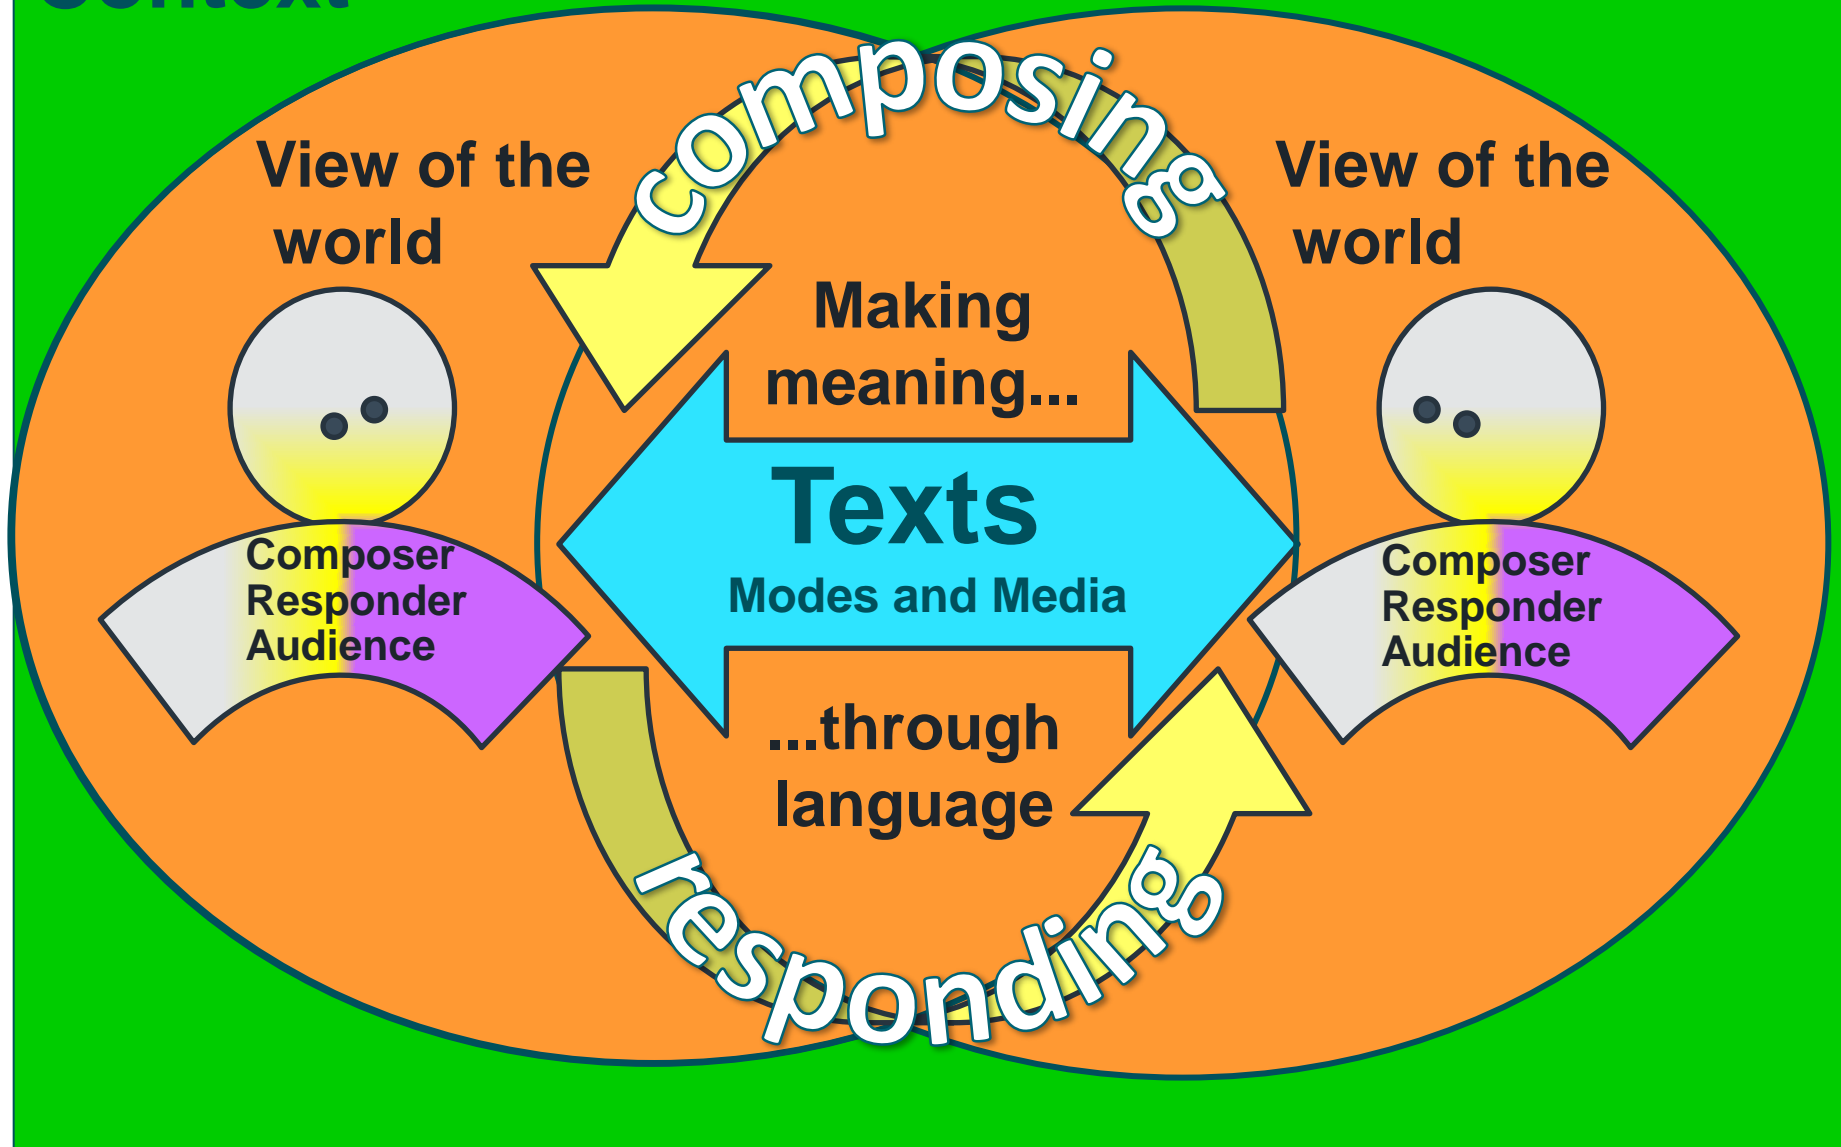 Context
composing
View of the
world
View of the
world
Making
meaning...
Texts
Modes and Media
Composer
Responder
Audience
Composer
Responder
Audience
...through
language
responding